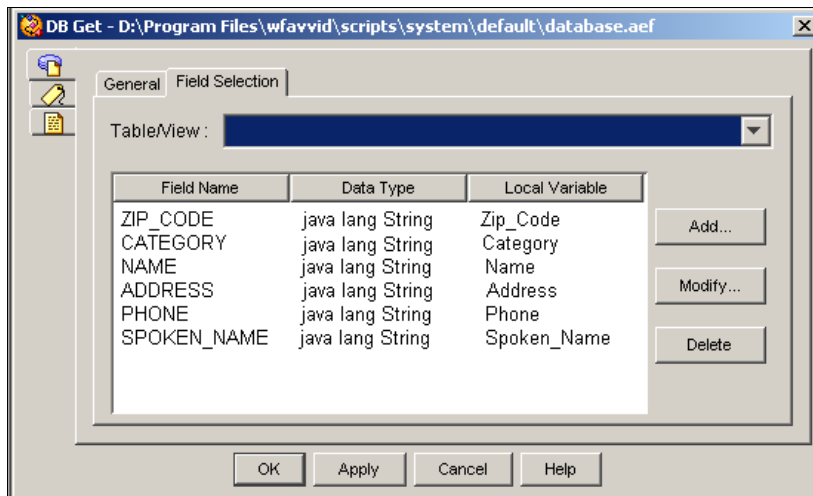 DB Get - D:\Program Files\wfavvid\scripts\system\default\database.aef
General Field Selection
Table/View :
Field Name Data Type Local Variable
ZIP_CODE java lang String Zip_Code
CATEGORY java lang String Category
NAME java lang String Name
ADDRESS java lang String Address
PHONE java lang String Phone
SPOKEN_NAME java lang String Spoken_Name
Add...
Modify...
Delete
OK Apply Cancel Help